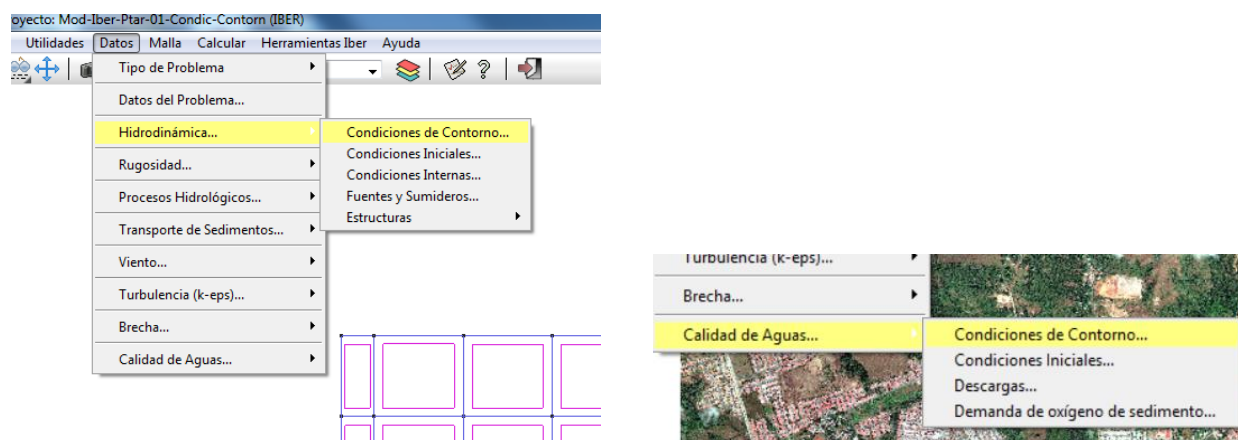 oyecto: Mod-Iber-Ptar-01-Condic-Contorn (IBER)
Utilidades Datos Malla Calcular Herramientas Iber Ayuda
Tipo de Problema
Datos del Problema...
Hidrodinámica...
Rugosidad...
Procesos Hidrológicos...
Transporte de Sedimentos...
Viento...
Turbulencia (k-eps)...
Brecha...
Calidad de Aguas...
Condiciones de Contorno...
Condiciones Iniciales...
Condiciones Internas...
Fuentes y Sumideros...
Estructuras
Turbulencia (k-eps)...
Brecha...
Calidad de Aguas...
Condiciones de Contorno...
Condiciones Iniciales...
Descargas...
Demanda de oxígeno de sedimento...